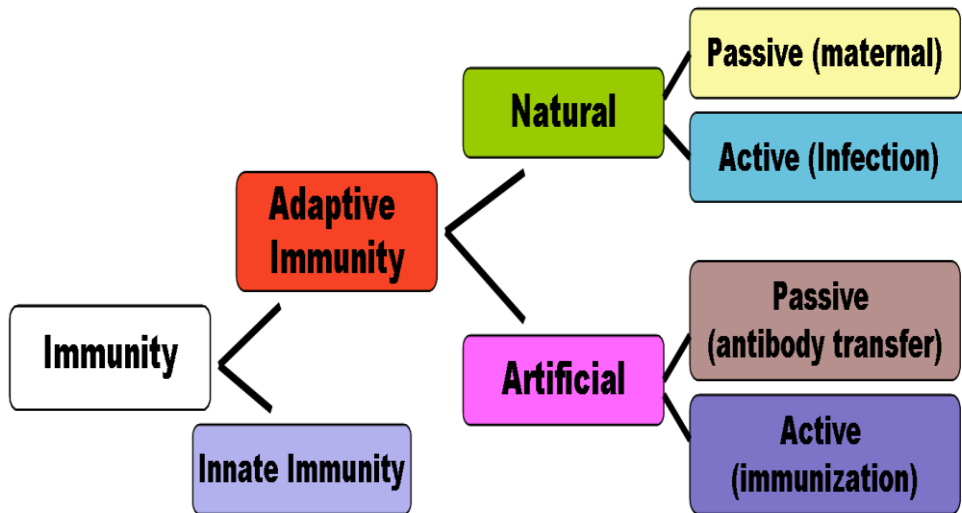 Passive (maternal)
Natural
Active (Infection)
Adaptive
Immunity
Passive
(antibody transfer)
Immunity
Artificial
Active
(immunization)
Innate Immunity